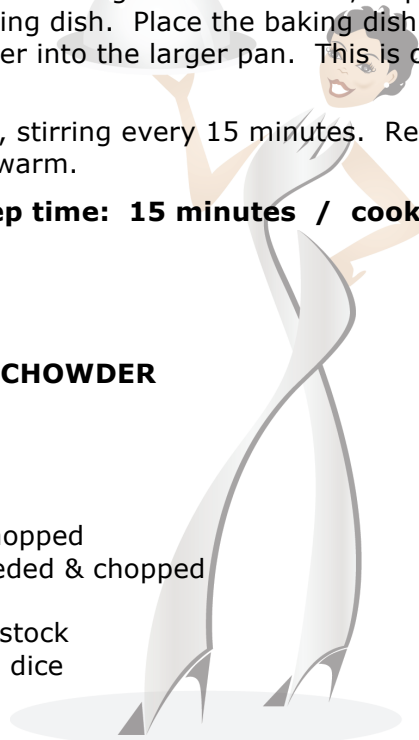 ing dish.  Place the baking dish
er into the larger pan.  This is
, stirring every 15 minutes.  Re
warm.
ep time:  15 minutes  /  cook
CHOWDER
hopped
eded & chopped
stock
dice